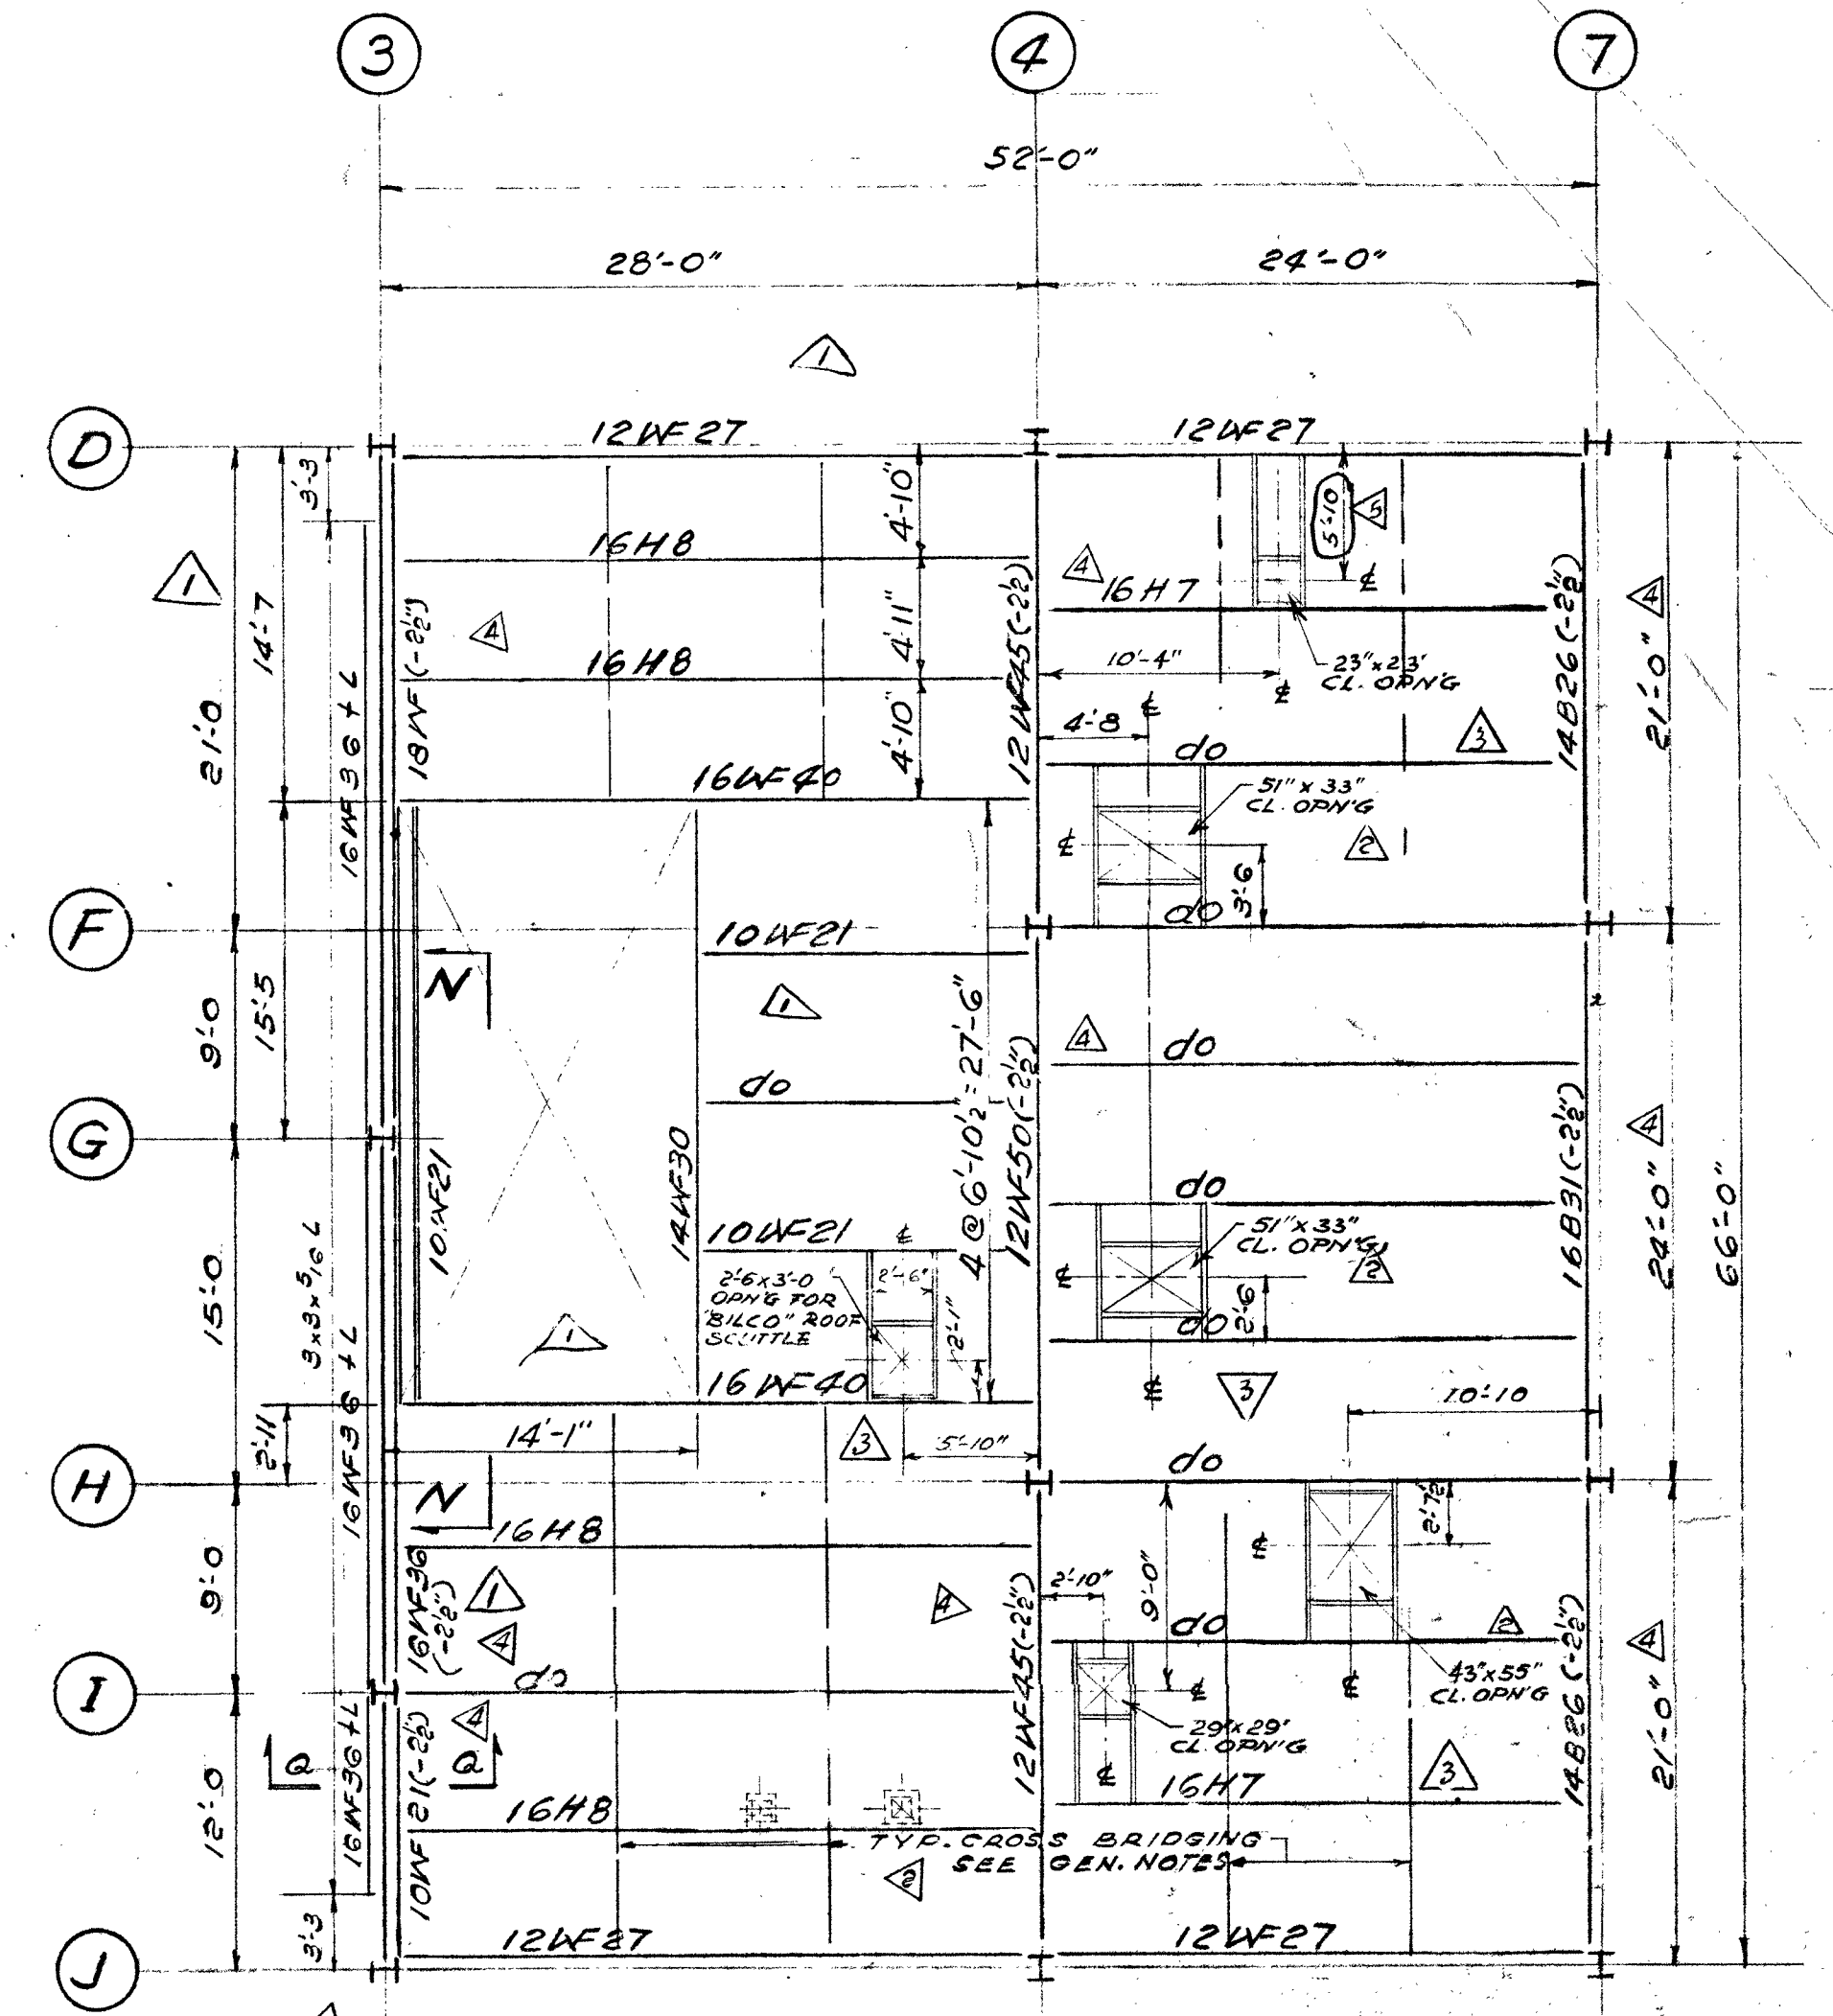 3
4
7
52'-0"
28'-0"
24'-0"
1
D
12WF27
12WF27
3'-3
4'-10"
5'-10
5
1
16H8
4
16H7
14'-7
4'-11"
4
16H8
10'-4"
23"x23"
CL. OPN'G
21'-0
18WF (-2½")
12WF45(-2½)
14B26(-2½")
21'-0"
4
16WF36 + L
4'-10"
4'-8
do
3
16WF40
51" x 33"
CL. OPN'G
2
3'-6
do
F
10WF21
N
9'-0
15'-5
1
4
do
do
4 @ 6'-10½" = 27'-6"
12WF50(-2½")
16B31(-2½")
24'-0"
4
66'-0"
G
10WF21
14WF30
do
10WF21
51" x 33"
CL. OPN'G
2
2'-6
do
2'-6x3'-0
OPN'G FOR
"BILCO" ROOF
SCUTTLE
2'-6"
2'-1"
15'-0
3x3x5/16 L
1
16WF40
3
10'-10
2'-11
14'-1"
3
5'-10"
16WF36 + L
H
N
do
16H8
2'-7½
9'-0
16WF36
(-2½")
1
4
4
2'-10"
9'-0"
do
2
43"x55"
CL. OPN'G
I
do
12WF45(-2½")
29"x29"
CL. OPN'G
14B26(-2½")
21'-0"
4
16WF36 + L
4
Q
Q
12'-0
10WF21(-2½)
16H8
16H7
3
TYP. CROSS BRIDGING
SEE GEN. NOTES
2
3'-3
12WF27
12WF27
J